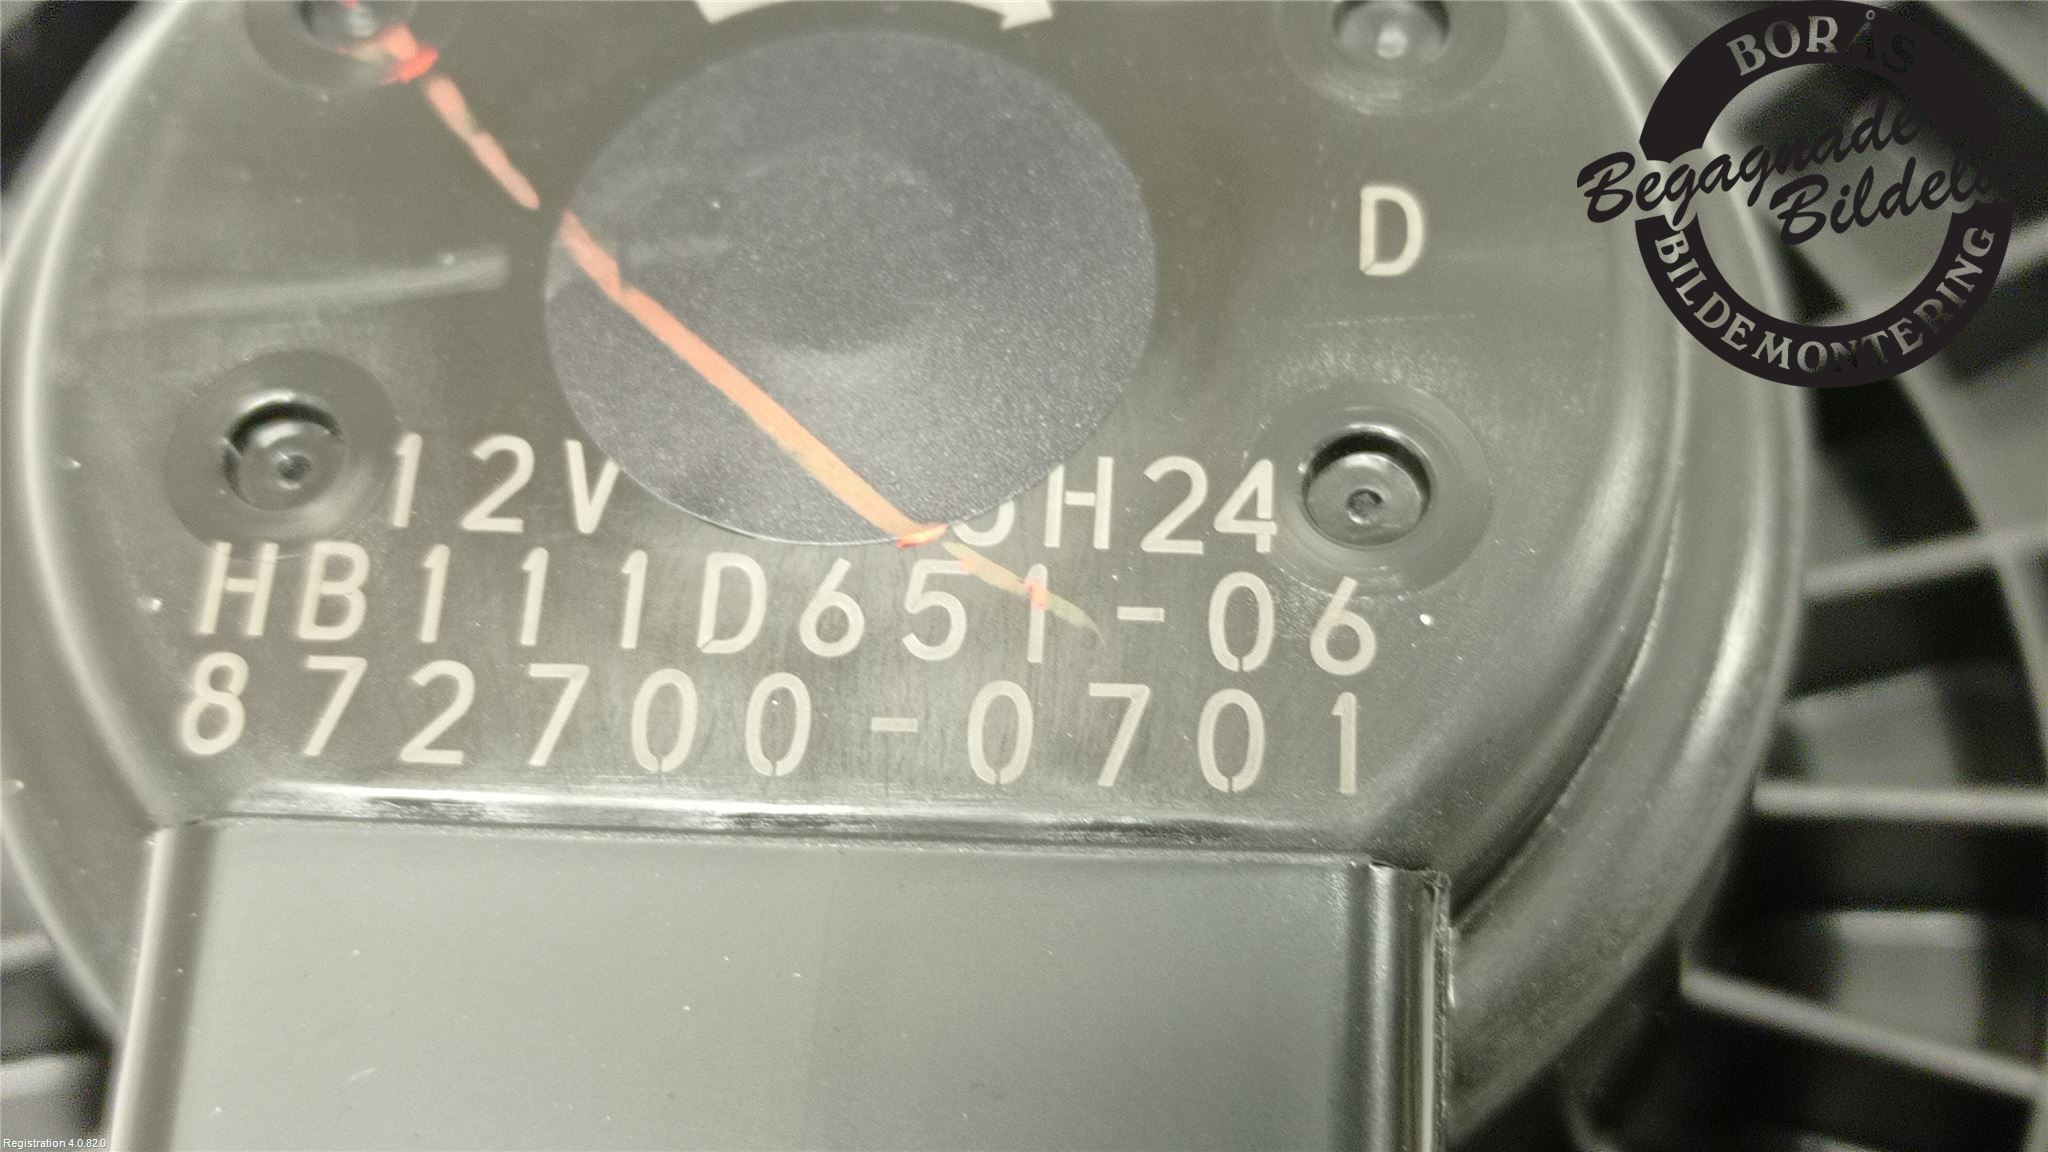 BORÅS
Begagnade
Bildelar
BILDEMONTERING
D
12V H24
HB111D651-06
872700-0701
Registration 4.0.82.0